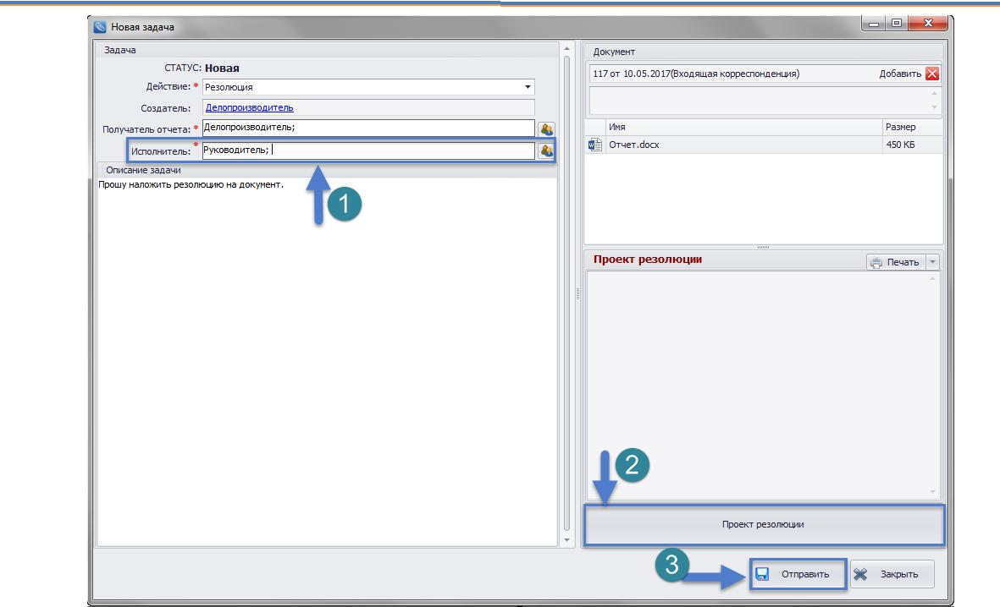 Новая задача
Задача
СТАТУС: Новая
Действие: * Резолюция
Создатель: Делопроизводитель
Получатель отчета: * Делопроизводитель;
Исполнитель: * Руководитель;
Описание задачи
Прошу наложить резолюцию на документ.
1
Документ
117 от 10.05.2017(Входящая корреспонденция) Добавить
Имя Размер
Отчет.docx 450 КБ
Проект резолюции Печать
2
Проект резолюции
3
Отправить Закрыть